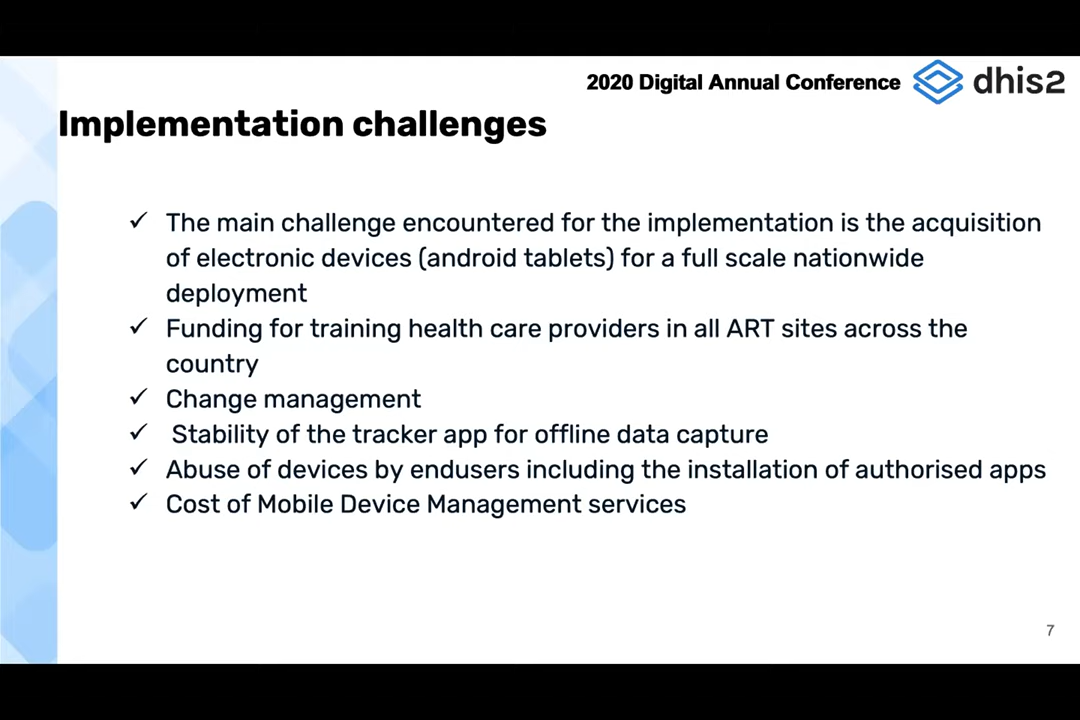 2020 Digital Annual Conference dhis2
Implementation challenges
✓ The main challenge encountered for the implementation is the acquisition
of electronic devices (android tablets) for a full scale nationwide
deployment
✓ Funding for training health care providers in all ART sites across the
country
✓ Change management
✓ Stability of the tracker app for offline data capture
✓ Abuse of devices by endusers including the installation of authorised apps
✓ Cost of Mobile Device Management services
7